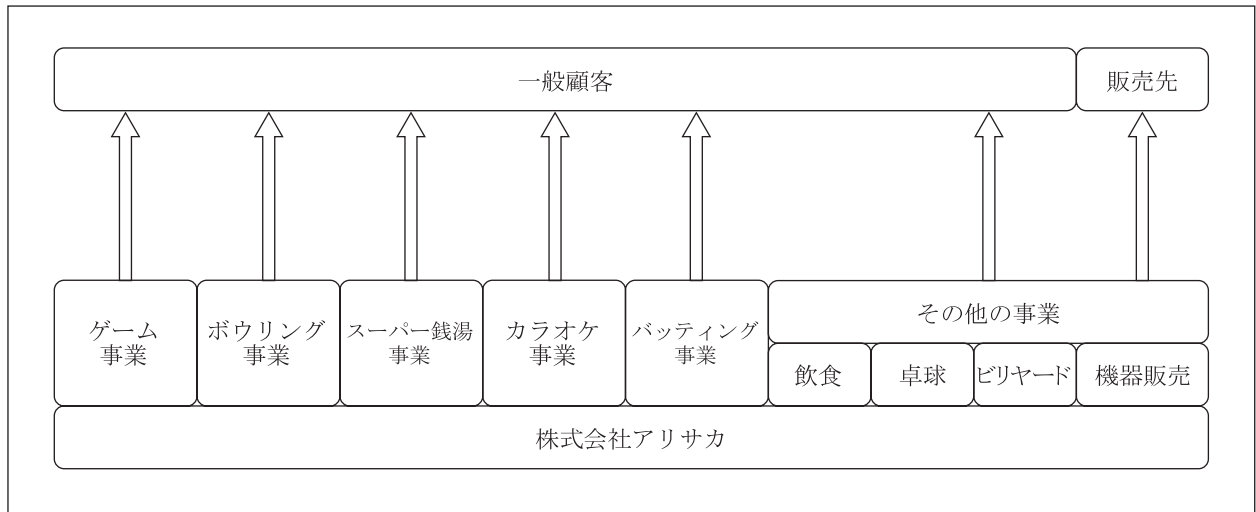 一般顧客
販売先
ゲーム
事業
ボウリング
事業
スーパー銭湯
事業
カラオケ
事業
バッティング
事業
その他の事業
飲食
卓球
ビリヤード
機器販売
株式会社アリサカ